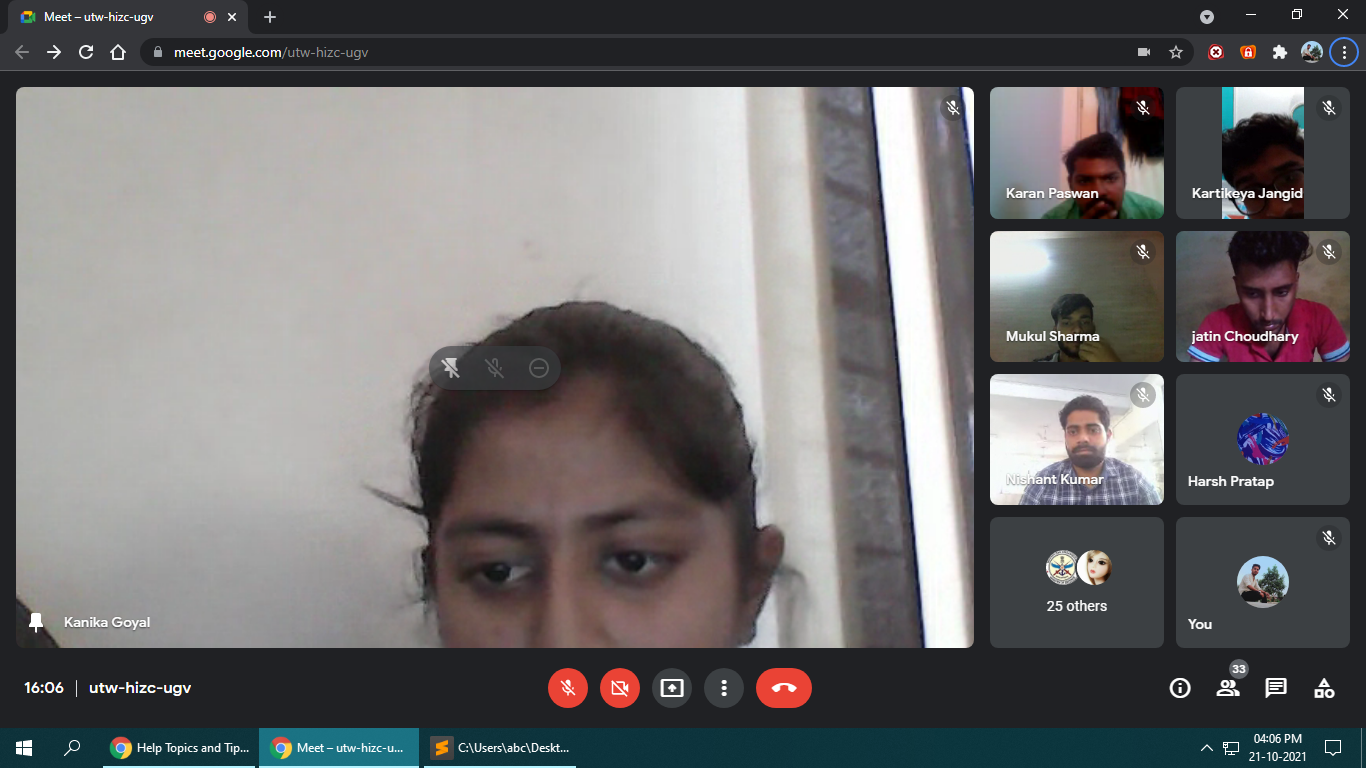 Meet – utw-hizc-ugv
meet.google.com/utw-hizc-ugv
Karan Paswan
Kartikeya Jangid
Mukul Sharma
jatin Choudhary
Nishant Kumar
Harsh Pratap
25 others
You
Kanika Goyal
16:06 | utw-hizc-ugv
33
Help Topics and Tip...
Meet – utw-hizc-u...
C:\Users\abc\Deskt...
04:06 PM
21-10-2021